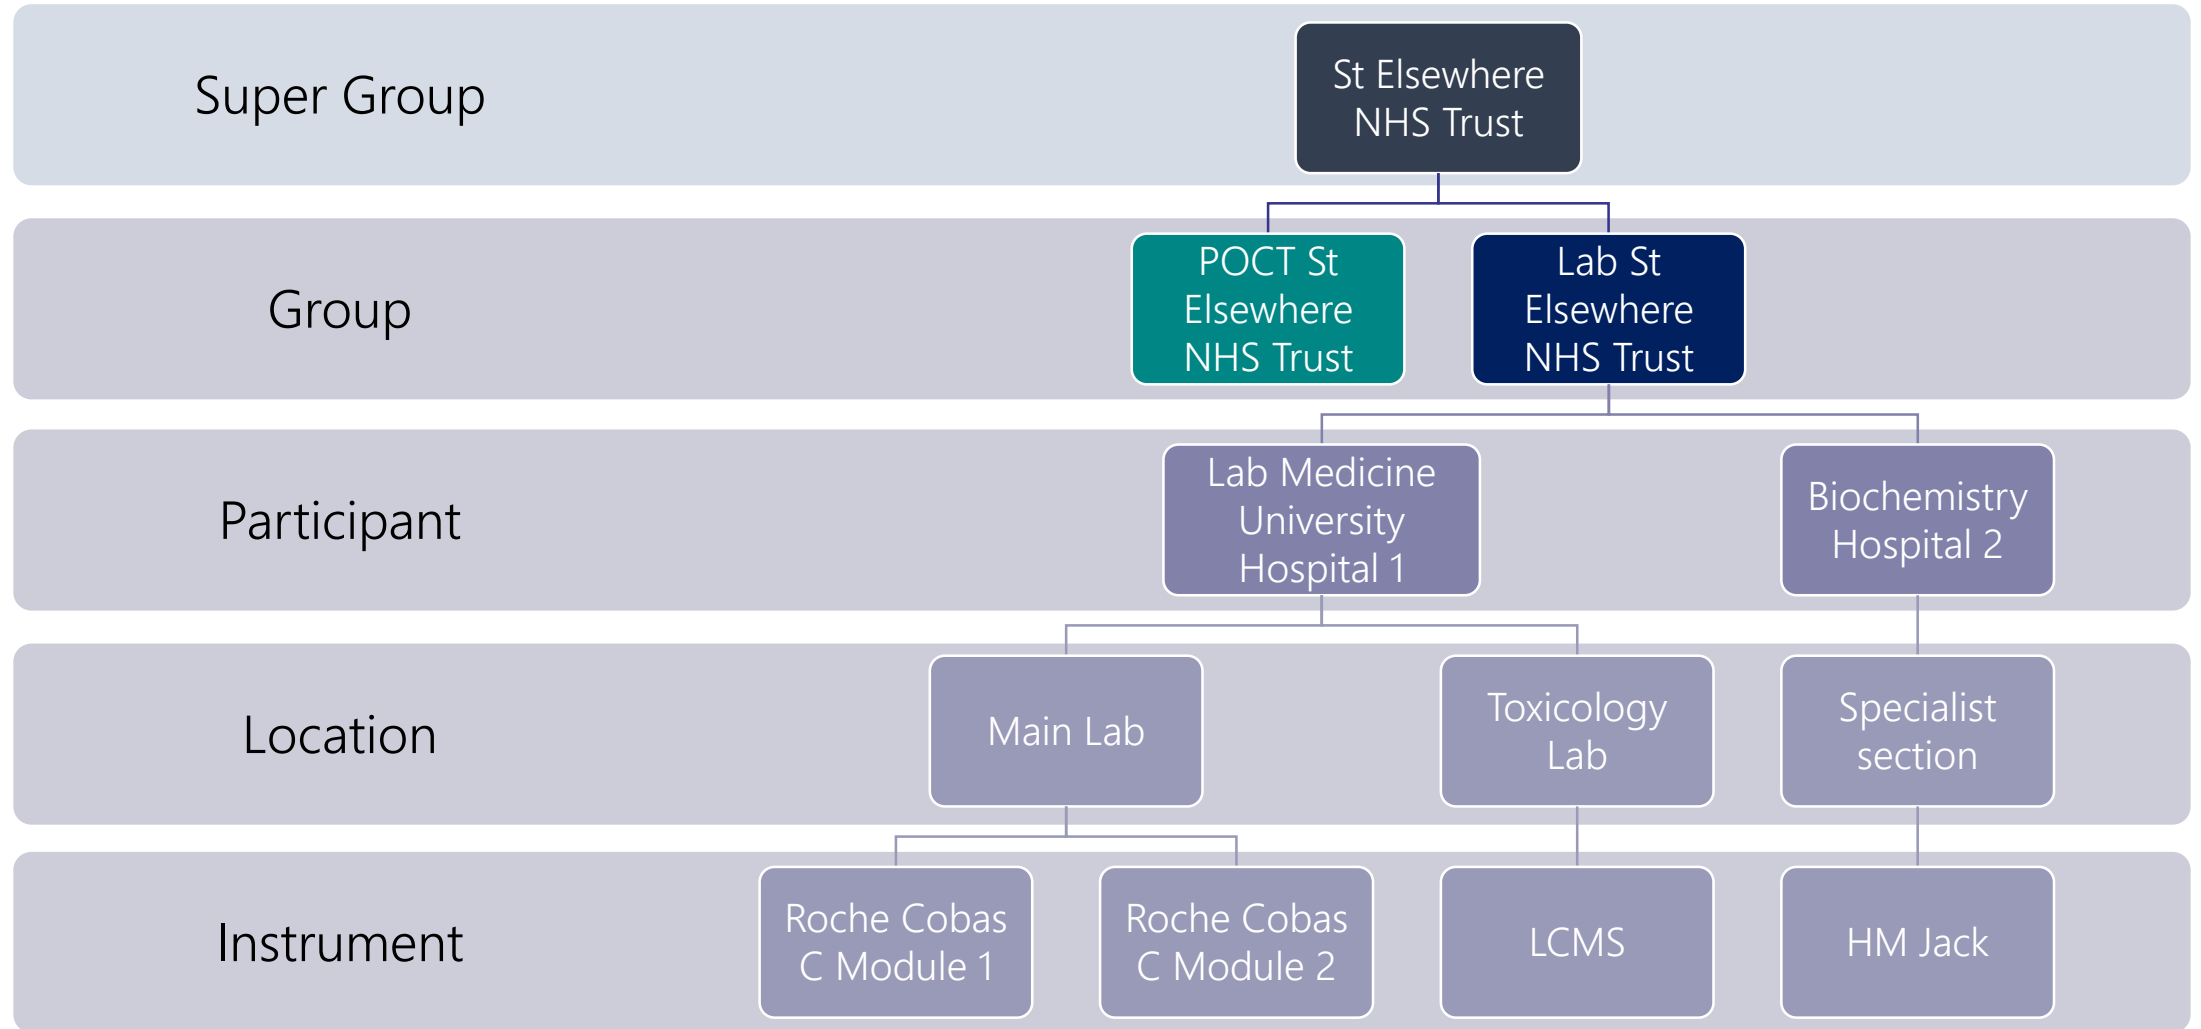 Super Group
St Elsewhere
NHS Trust
Group
POCT St
Elsewhere
NHS Trust
Lab St
Elsewhere
NHS Trust
Participant
Lab Medicine
University
Hospital 1
Biochemistry
Hospital 2
Location
Main Lab
Toxicology
Lab
Specialist
section
Instrument
Roche Cobas
C Module 1
Roche Cobas
C Module 2
LCMS
HM Jack